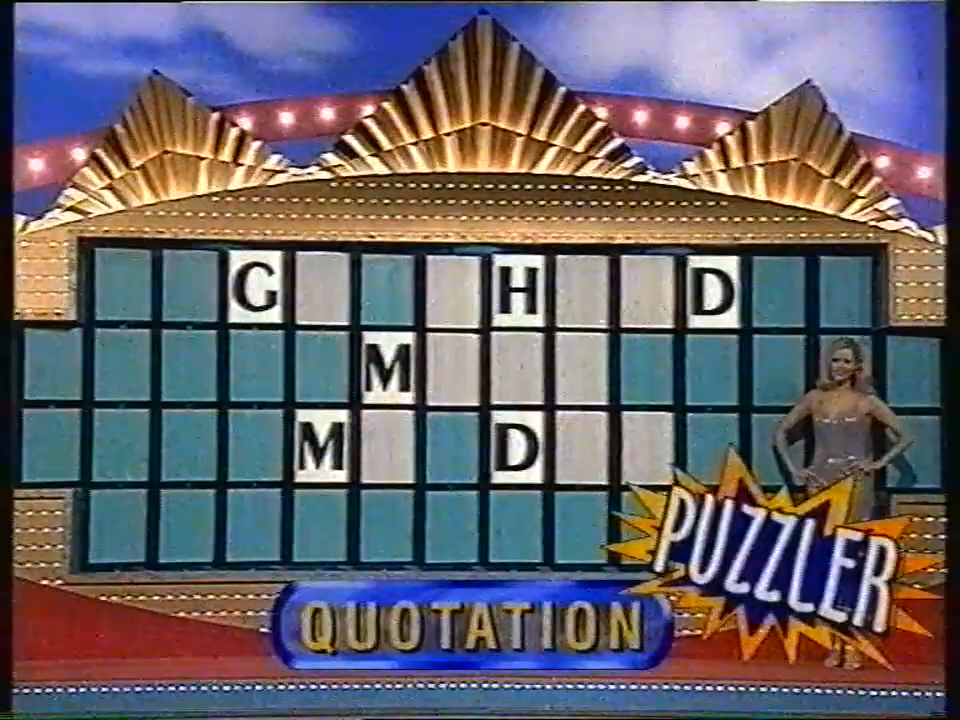 G H D
M
M D
PUZZLER
QUOTATION